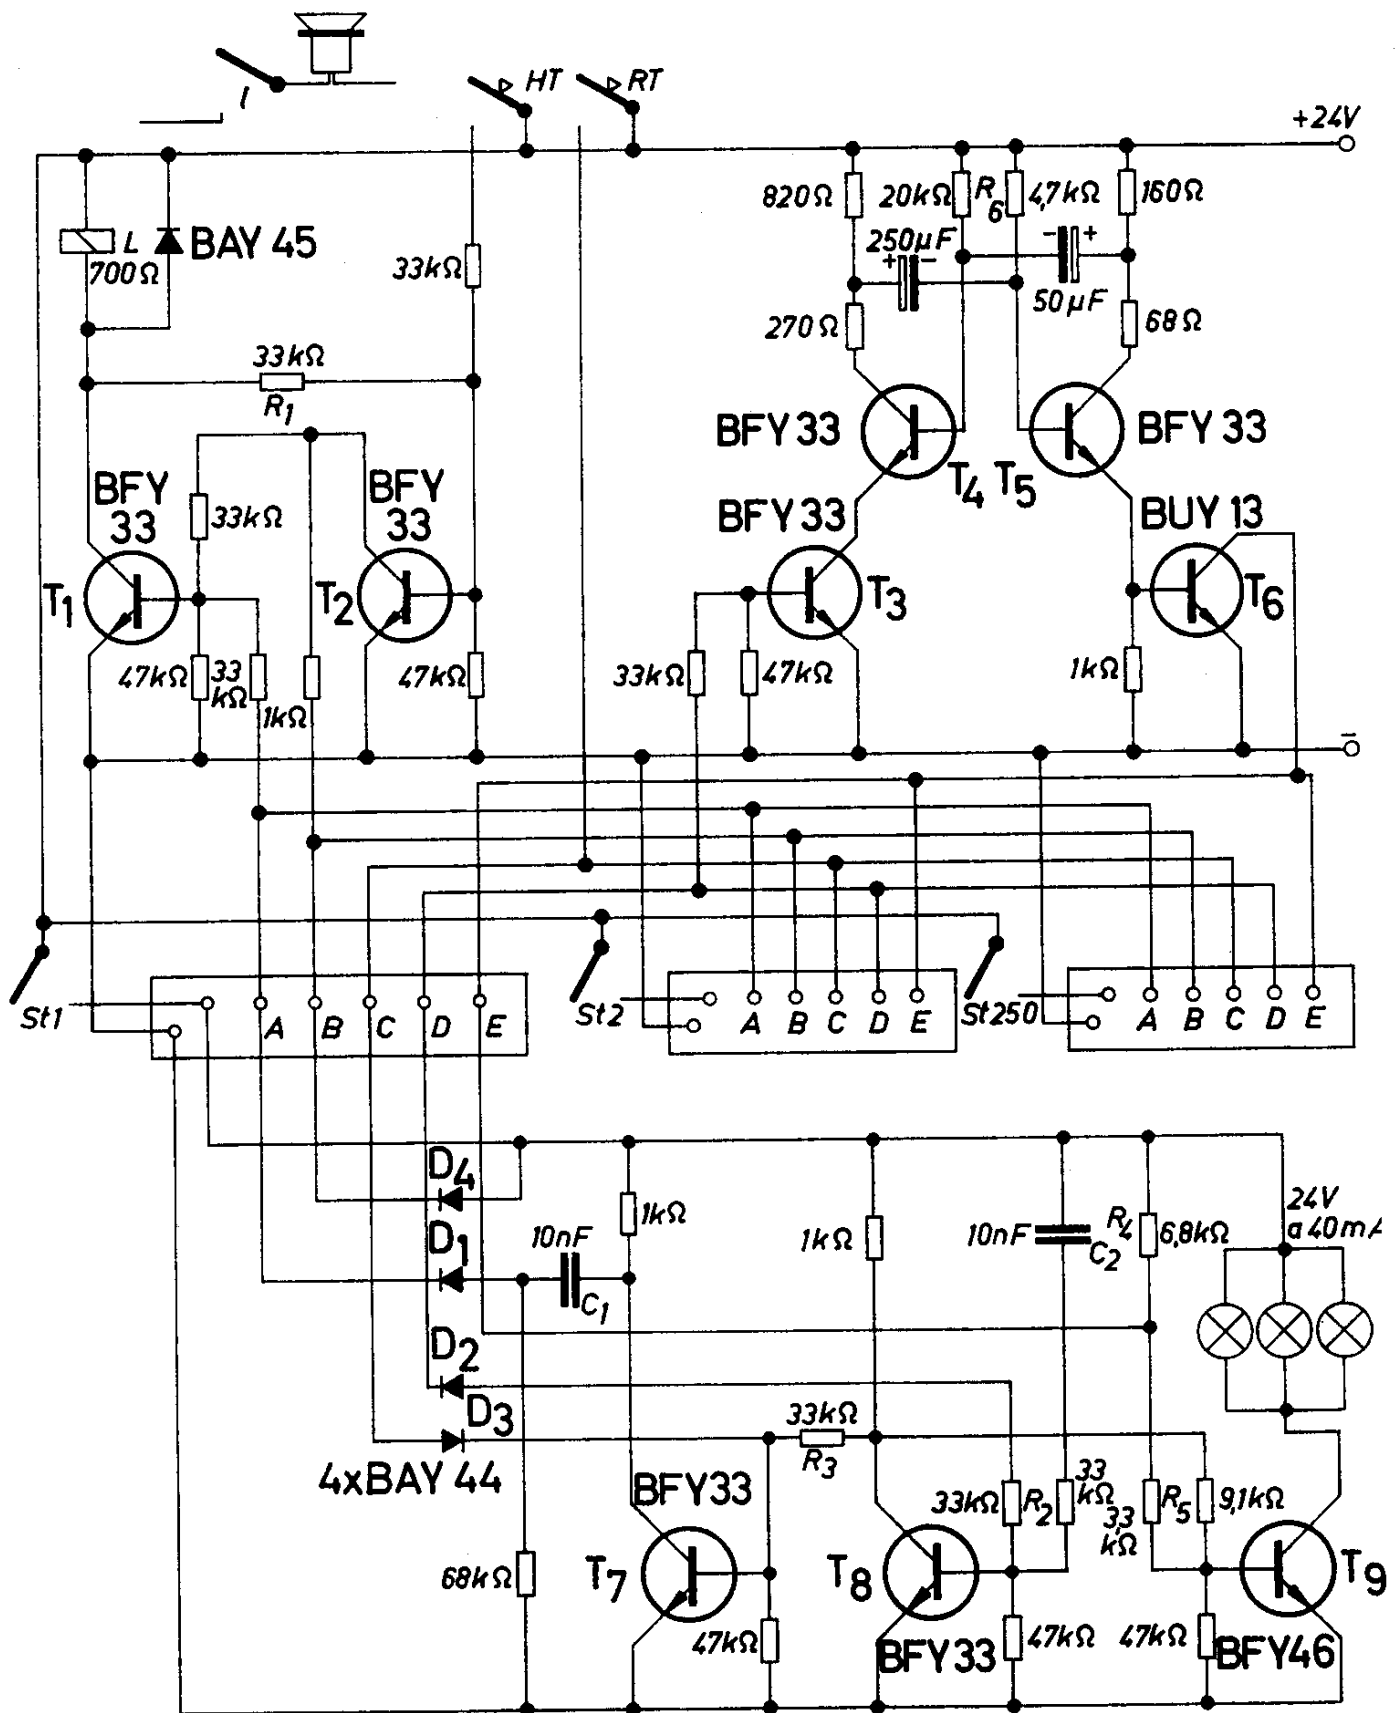 HT
RT
l
+24V
820Ω
20kΩ
R6
4,7kΩ
160Ω
L
700Ω
BAY 45
250µF
+
-
-
+
33kΩ
50µF
270Ω
68Ω
33kΩ
R1
BFY 33
T4
T5
BFY 33
BFY
33
BFY
33
BFY 33
BUY 13
33kΩ
T1
T2
T3
T6
47kΩ
33
kΩ
1kΩ
47kΩ
33kΩ
47kΩ
1kΩ
-
St1
A
B
C
D
E
St2
A
B
C
D
E
St250
A
B
C
D
E
D4
1kΩ
1kΩ
10nF
C2
R4
6,8kΩ
24V
a 40mA
D1
10nF
C1
D2
D3
33kΩ
R3
4xBAY 44
BFY33
33kΩ
R2
33
kΩ
3,3
kΩ
R5
9,1kΩ
68kΩ
T7
T8
T9
47kΩ
BFY33
47kΩ
47kΩ
BFY46